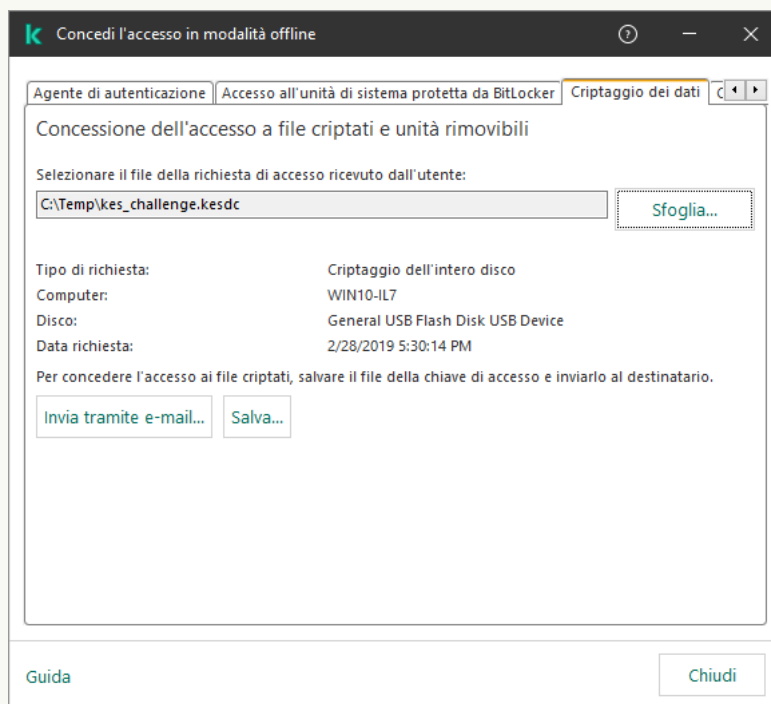 Concedi l'accesso in modalità offline
Agente di autenticazione Accesso all'unità di sistema protetta da BitLocker Criptaggio dei dati
Concessione dell'accesso a file criptati e unità rimovibili
Selezionare il file della richiesta di accesso ricevuto dall'utente:
C:\Temp\kes_challenge.kesdc Sfoglia...
Tipo di richiesta: Criptaggio dell'intero disco
Computer: WIN10-IL7
Disco: General USB Flash Disk USB Device
Data richiesta: 2/28/2019 5:30:14 PM
Per concedere l'accesso ai file criptati, salvare il file della chiave di accesso e inviarlo al destinatario.
Invia tramite e-mail... Salva...
Guida Chiudi